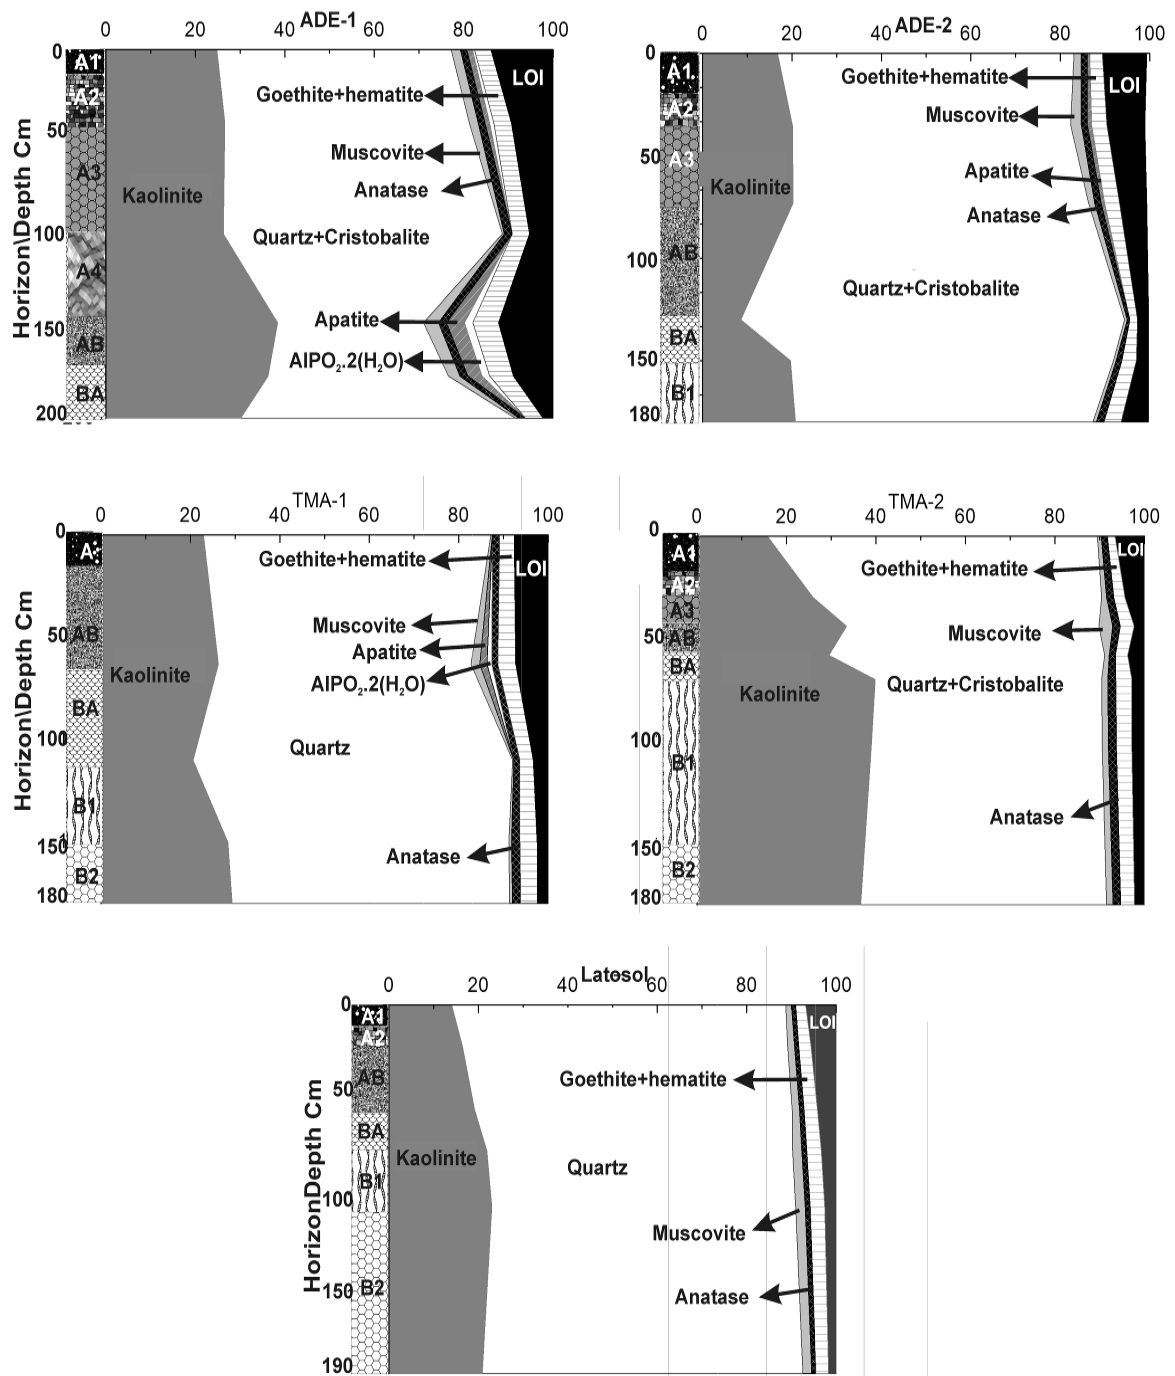 ADE-1
0 20 40 60 80 100
Horizon\Depth Cm
0
50
100
150
200
A1
A2
A3
A4
AB
BA
LOI
Goethite+hematite
Muscovite
Anatase
Kaolinite
Quartz+Cristobalite
Apatite
AlPO₂.2(H₂O)
ADE-2
0 20 40 60 80 100
0
50
100
150
180
A1
A2
A3
AB
BA
B1
Goethite+hematite
LOI
Muscovite
Apatite
Kaolinite
Anatase
Quartz+Cristobalite
TMA-1
0 20 40 60 80 100
Horizon\Depth Cm
0
50
100
150
180
A
AB
BA
B1
B2
Goethite+hematite
LOI
Muscovite
Apatite
Kaolinite
AlPO₂.2(H₂O)
Quartz
Anatase
TMA-2
0 20 40 60 80 100
0
50
100
150
180
A1
A2
A3
AB
BA
B1
B2
LOI
Goethite+hematite
Muscovite
Kaolinite
Quartz+Cristobalite
Anatase
Latosol
0 20 40 60 80 100
HorizonDepth Cm
0
50
100
150
190
A1
A2
AB
BA
B1
B2
LOI
Goethite+hematite
Kaolinite
Quartz
Muscovite
Anatase